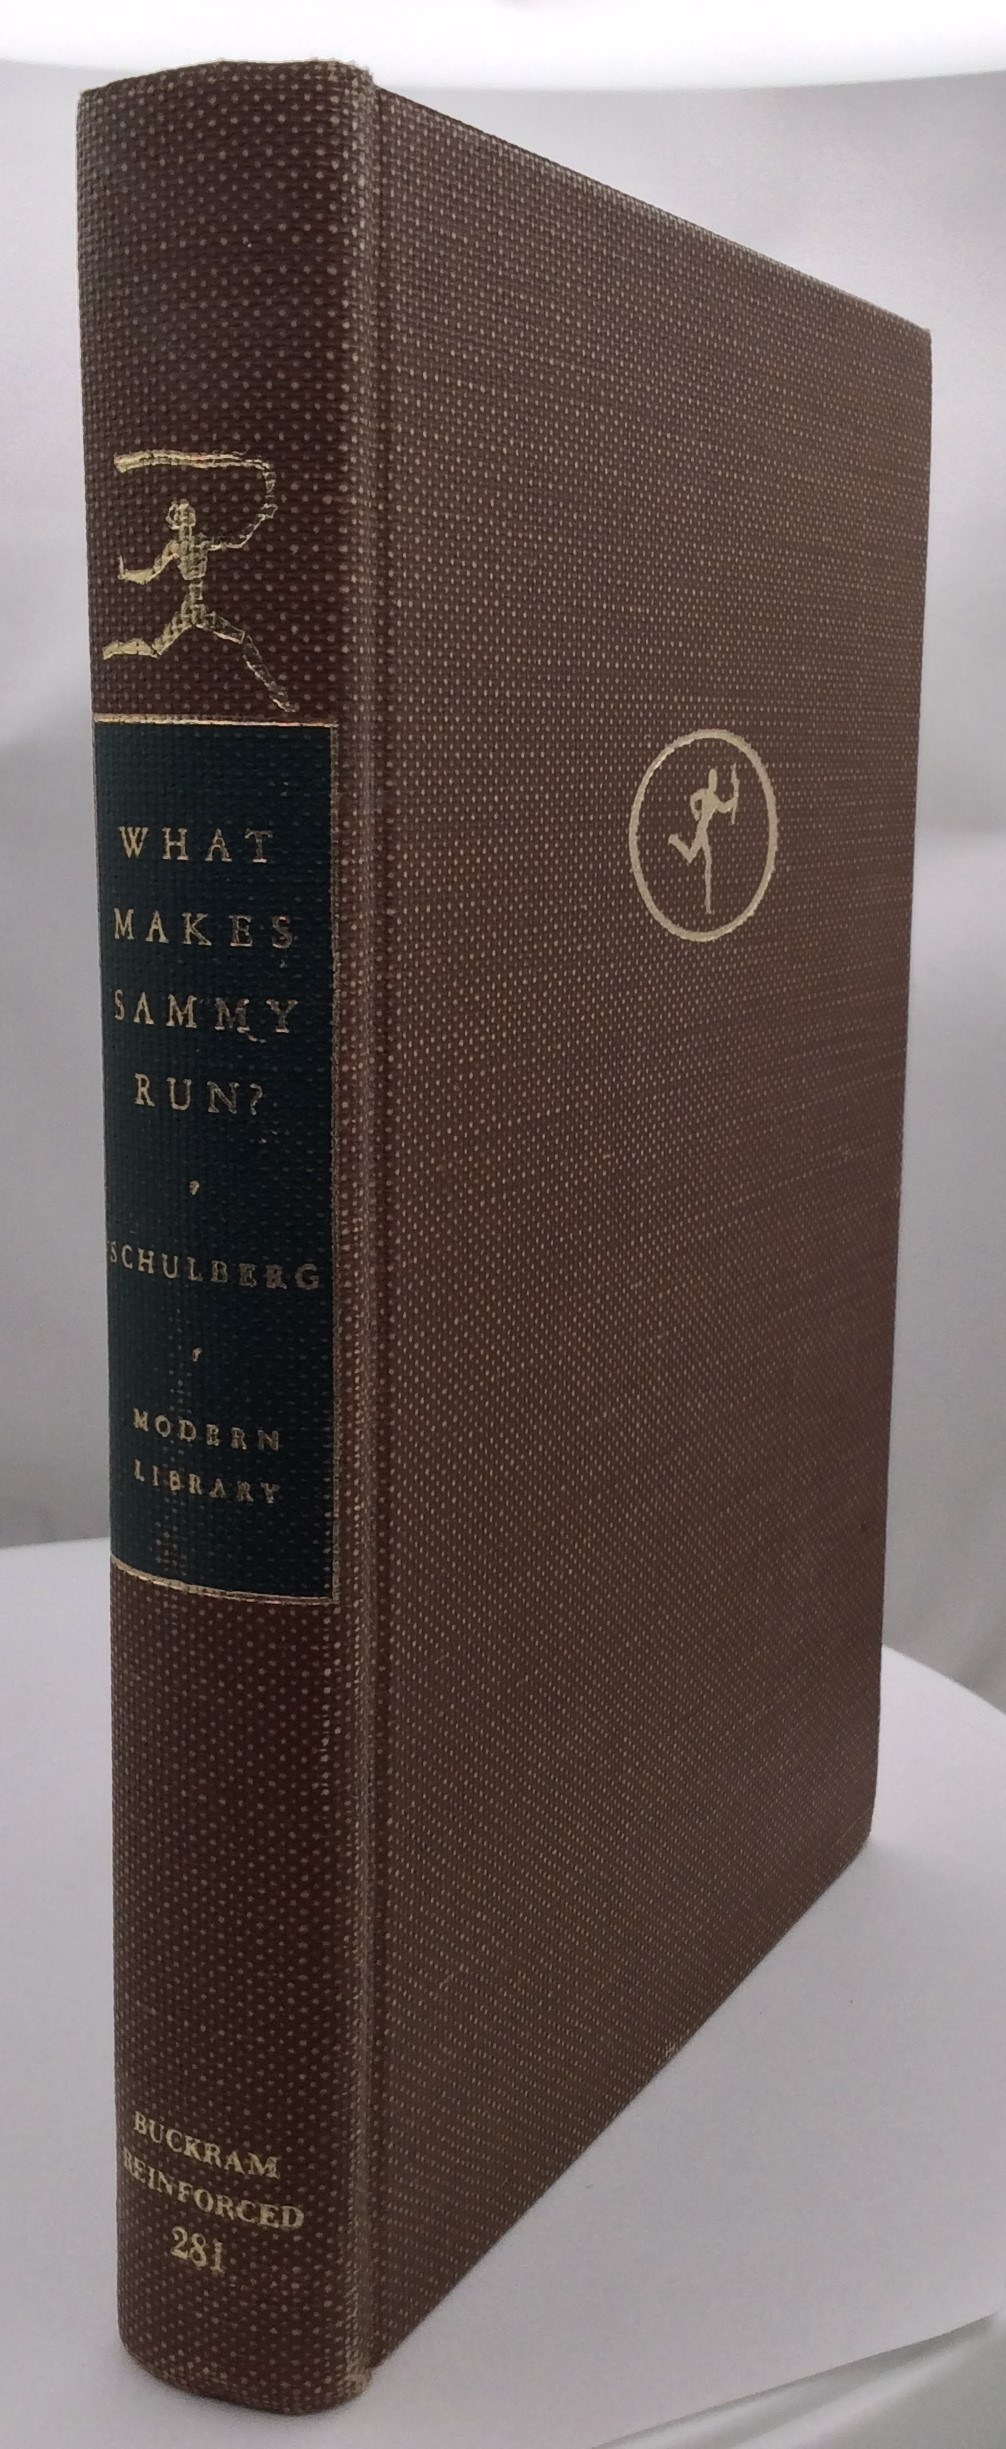 WHAT
MAKES
SAMMY
RUN?
SCHULBERG
MODERN
LIBRARY
BUCKRAM
REINFORCED
281